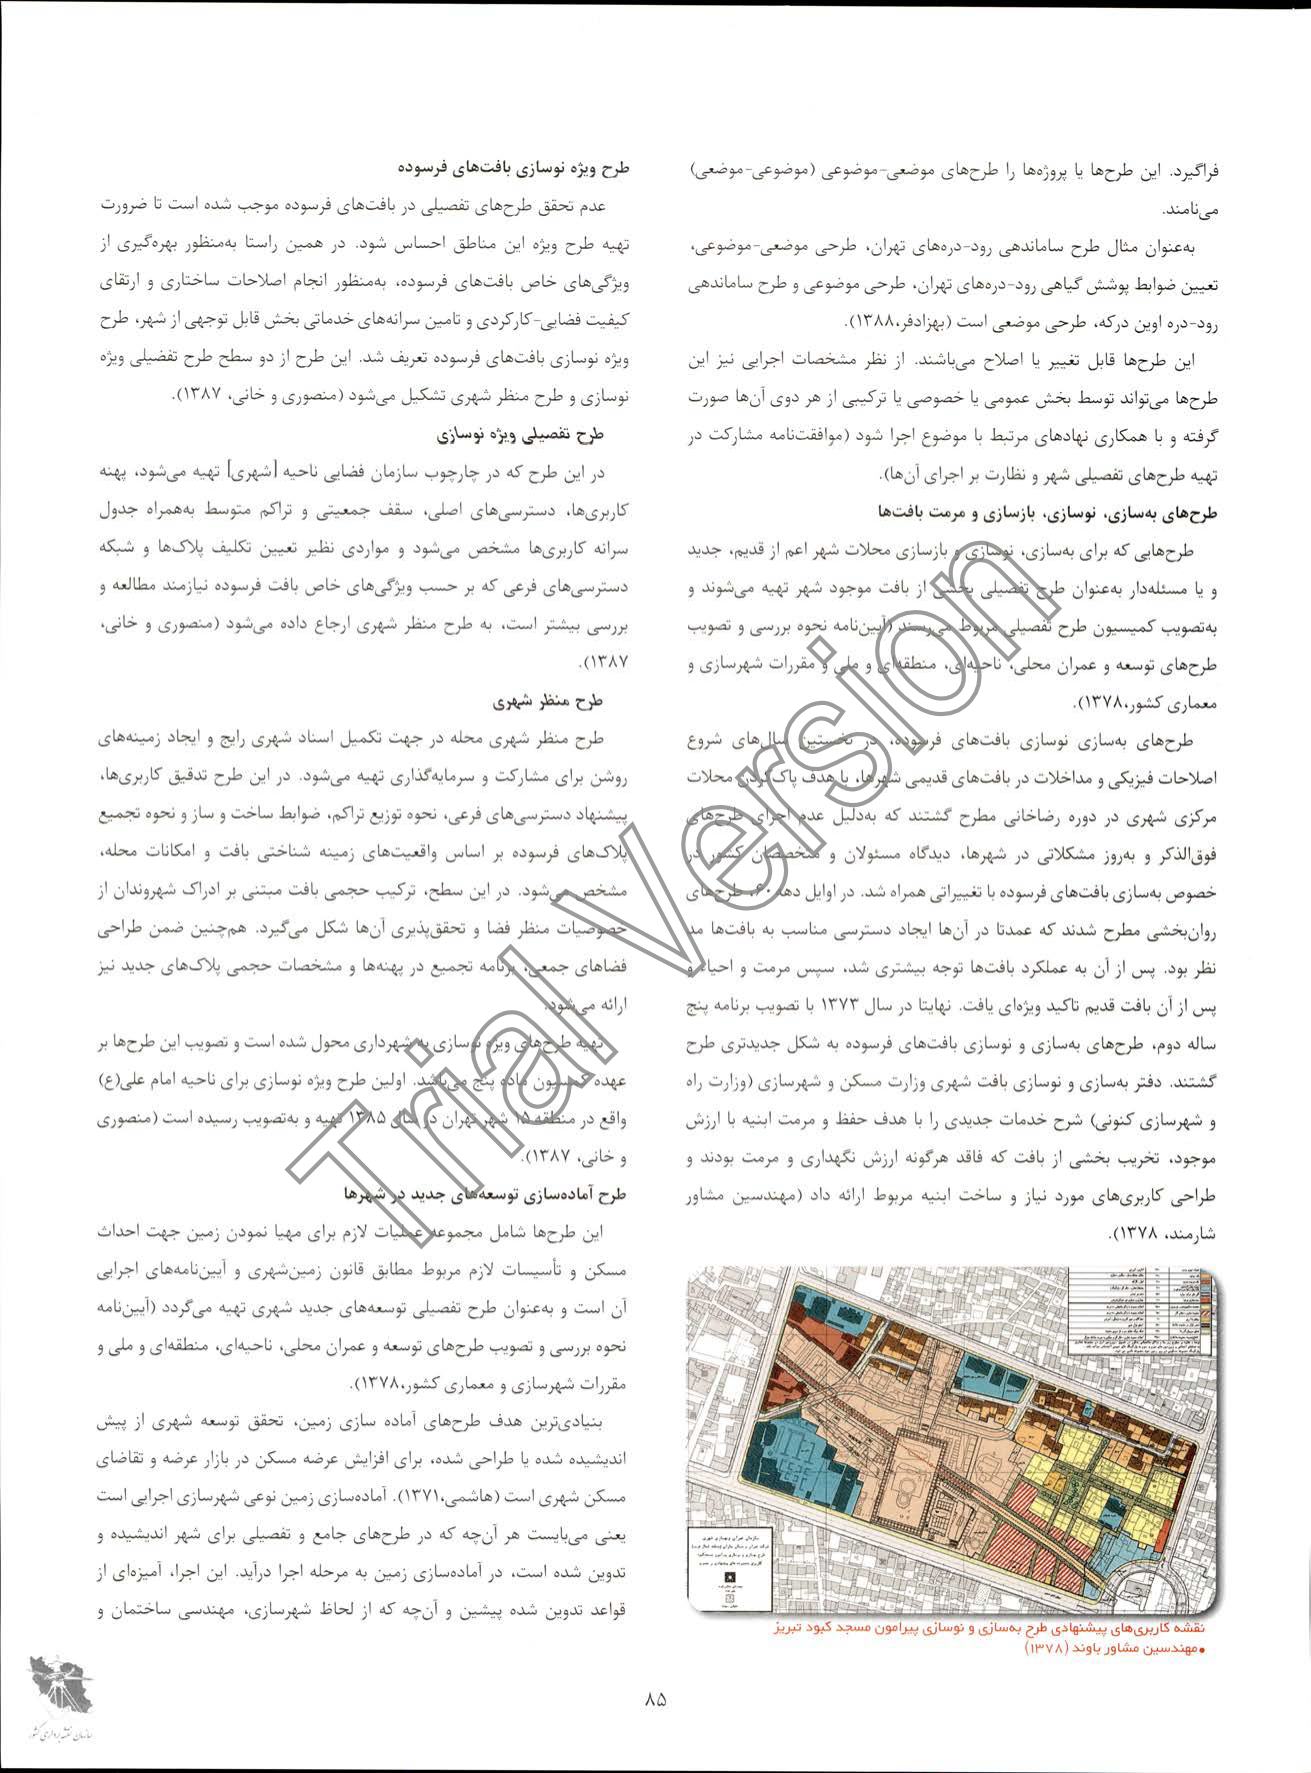 فراگیرد. این طرح‌ها یا پروژه‌ها را طرح‌های موضعی-موضوعی (موضوعی-موضعی)
می‌نامند.
به‌عنوان مثال طرح ساماندهی رود-دره‌های تهران، طرحی موضعی-موضوعی،
تعیین ضوابط پوشش گیاهی رود-دره‌های تهران، طرحی موضوعی و طرح ساماندهی
رود-دره اوین درکه، طرحی موضعی است (بهزادفر،۱۳۸۸).
این طرح‌ها قابل تغییر یا اصلاح می‌باشند. از نظر مشخصات اجرایی نیز این
طرح‌ها می‌تواند توسط بخش عمومی یا خصوصی یا ترکیبی از هر دوی آن‌ها صورت
گرفته و با همکاری نهادهای مرتبط با موضوع اجرا شود (موافقت‌نامه مشارکت در
تهیه طرح‌های تفصیلی شهر و نظارت بر اجرای آن‌ها).
طرح‌های به‌سازی، نوسازی، بازسازی و مرمت بافت‌ها
طرح‌هایی که برای به‌سازی، نوسازی و بازسازی محلات شهر اعم از قدیم، جدید
و یا مسئله‌دار به‌عنوان طرح تفصیلی بخشی از بافت موجود شهر تهیه می‌شوند و
به‌تصویب کمیسیون طرح تفصیلی مربوط می‌رسند (آیین‌نامه نحوه بررسی و تصویب
طرح‌های توسعه و عمران محلی، ناحیه‌ای، منطقه‌ای و ملی و مقررات شهرسازی و
معماری کشور،۱۳۷۸).
طرح‌های به‌سازی نوسازی بافت‌های فرسوده، در نخستین سال‌های شروع
اصلاحات فیزیکی و مداخلات در بافت‌های قدیمی شهرها، با هدف پاک‌کردن محلات
مرکزی شهری در دوره رضاخانی مطرح گشتند که به‌دلیل عدم اجرای طرح‌های
فوق‌الذکر و به‌روز مشکلاتی در شهرها، دیدگاه مسئولان و متخصصان کشور در
خصوص به‌سازی بافت‌های فرسوده با تغییراتی همراه شد. در اوایل دهه ۶۰، طرح‌های
روان‌بخشی مطرح شدند که عمدتا در آن‌ها ایجاد دسترسی مناسب به بافت‌ها مد
نظر بود. پس از آن به عملکرد بافت‌ها توجه بیشتری شد، سپس مرمت و احیاء و
پس از آن بافت قدیم تاکید ویژه‌ای یافت. نهایتا در سال ۱۳۷۳ با تصویب برنامه پنج
ساله دوم، طرح‌های به‌سازی و نوسازی بافت‌های فرسوده به شکل جدیدتری طرح
گشتند. دفتر به‌سازی و نوسازی بافت شهری وزارت مسکن و شهرسازی (وزارت راه
و شهرسازی کنونی) شرح خدمات جدیدی را با هدف حفظ و مرمت ابنیه با ارزش
موجود، تخریب بخشی از بافت که فاقد هرگونه ارزش نگهداری و مرمت بودند و
طراحی کاربری‌های مورد نیاز و ساخت ابنیه مربوط ارائه داد (مهندسین مشاور
شارمند، ۱۳۷۸).
نقشه کاربری‌های پیشنهادی طرح به‌سازی و نوسازی پیرامون مسجد کبود تبریز
●مهندسین مشاور باوند (۱۳۷۸)
طرح ویژه نوسازی بافت‌های فرسوده
عدم تحقق طرح‌های تفصیلی در بافت‌های فرسوده موجب شده است تا ضرورت
تهیه طرح ویژه این مناطق احساس شود. در همین راستا به‌منظور بهره‌گیری از
ویژگی‌های خاص بافت‌های فرسوده، به‌منظور انجام اصلاحات ساختاری و ارتقای
کیفیت فضایی-کارکردی و تامین سرانه‌های خدماتی بخش قابل توجهی از شهر، طرح
ویژه نوسازی بافت‌های فرسوده تعریف شد. این طرح از دو سطح طرح تفضیلی ویژه
نوسازی و طرح منظر شهری تشکیل می‌شود (منصوری و خانی، ۱۳۸۷).
طرح تفصیلی ویژه نوسازی
در این طرح که در چارچوب سازمان فضایی ناحیه [شهری] تهیه می‌شود، پهنه
کاربری‌ها، دسترسی‌های اصلی، سقف جمعیتی و تراکم متوسط به‌همراه جدول
سرانه کاربری‌ها مشخص می‌شود و مواردی نظیر تعیین تکلیف پلاک‌ها و شبکه
دسترسی‌های فرعی که بر حسب ویژگی‌های خاص بافت فرسوده نیازمند مطالعه و
بررسی بیشتر است، به طرح منظر شهری ارجاع داده می‌شود (منصوری و خانی،
۱۳۸۷).
طرح منظر شهری
طرح منظر شهری محله در جهت تکمیل اسناد شهری رایج و ایجاد زمینه‌های
روشن برای مشارکت و سرمایه‌گذاری تهیه می‌شود. در این طرح تدقیق کاربری‌ها،
پیشنهاد دسترسی‌های فرعی، نحوه توزیع تراکم، ضوابط ساخت و ساز و نحوه تجمیع
پلاک‌های فرسوده بر اساس واقعیت‌های زمینه شناختی بافت و امکانات محله،
مشخص می‌شود. در این سطح، ترکیب حجمی بافت مبتنی بر ادراک شهروندان از
خصوصیات منظر فضا و تحقق‌پذیری آن‌ها شکل می‌گیرد. هم‌چنین ضمن طراحی
فضاهای جمعی، برنامه تجمیع در پهنه‌ها و مشخصات حجمی پلاک‌های جدید نیز
ارائه می‌شود.
تهیه طرح‌های ویژه نوسازی به شهرداری محول شده است و تصویب این طرح‌ها بر
عهده کمیسیون ماده پنج می‌باشد. اولین طرح ویژه نوسازی برای ناحیه امام علی(ع)
واقع در منطقه ۱۵ شهر تهران در سال ۱۳۸۵ تهیه و به‌تصویب رسیده است (منصوری
و خانی، ۱۳۸۷).
طرح آماده‌سازی توسعه‌های جدید در شهرها
این طرح‌ها شامل مجموعه عملیات لازم برای مهیا نمودن زمین جهت احداث
مسکن و تأسیسات لازم مربوط مطابق قانون زمین‌شهری و آیین‌نامه‌های اجرایی
آن است و به‌عنوان طرح تفصیلی توسعه‌های جدید شهری تهیه می‌گردد (آیین‌نامه
نحوه بررسی و تصویب طرح‌های توسعه و عمران محلی، ناحیه‌ای، منطقه‌ای و ملی و
مقررات شهرسازی و معماری کشور،۱۳۷۸).
بنیادی‌ترین هدف طرح‌های آماده سازی زمین، تحقق توسعه شهری از پیش
اندیشیده شده یا طراحی شده، برای افزایش عرضه مسکن در بازار عرضه و تقاضای
مسکن شهری است (هاشمی،۱۳۷۱). آماده‌سازی زمین نوعی شهرسازی اجرایی است
یعنی می‌بایست هر آن‌چه که در طرح‌های جامع و تفصیلی برای شهر اندیشیده و
تدوین شده است، در آماده‌سازی زمین به مرحله اجرا درآید. این اجرا، آمیزه‌ای از
قواعد تدوین شده پیشین و آن‌چه که از لحاظ شهرسازی، مهندسی ساختمان و
۸۵
سازمان نقشه برداری کشور
Trial Version